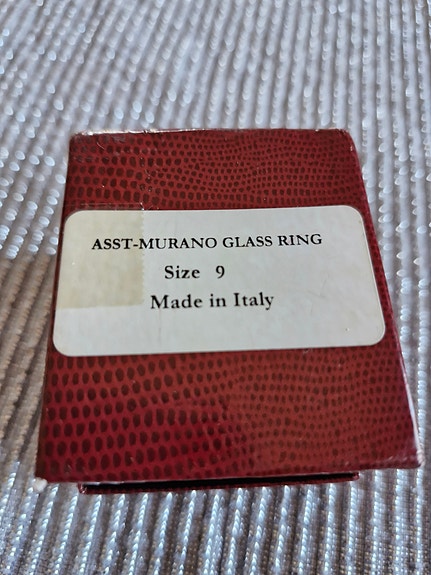 ASST-MURANO GLASS RING
Size 9
Made in Italy